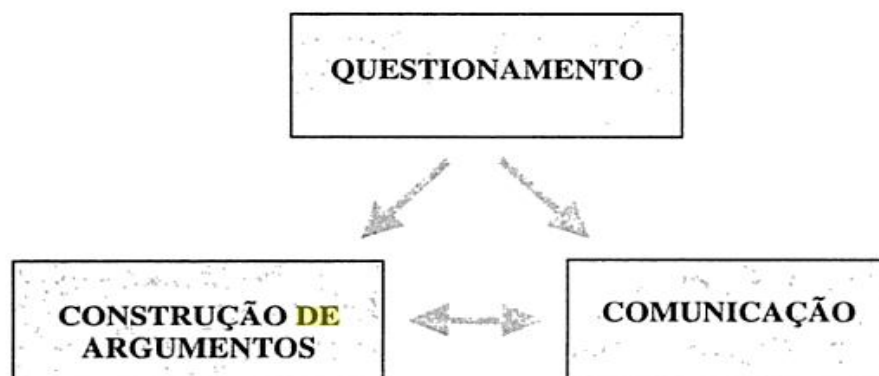 QUESTIONAMENTO
CONSTRUÇÃO DE
ARGUMENTOS
COMUNICAÇÃO